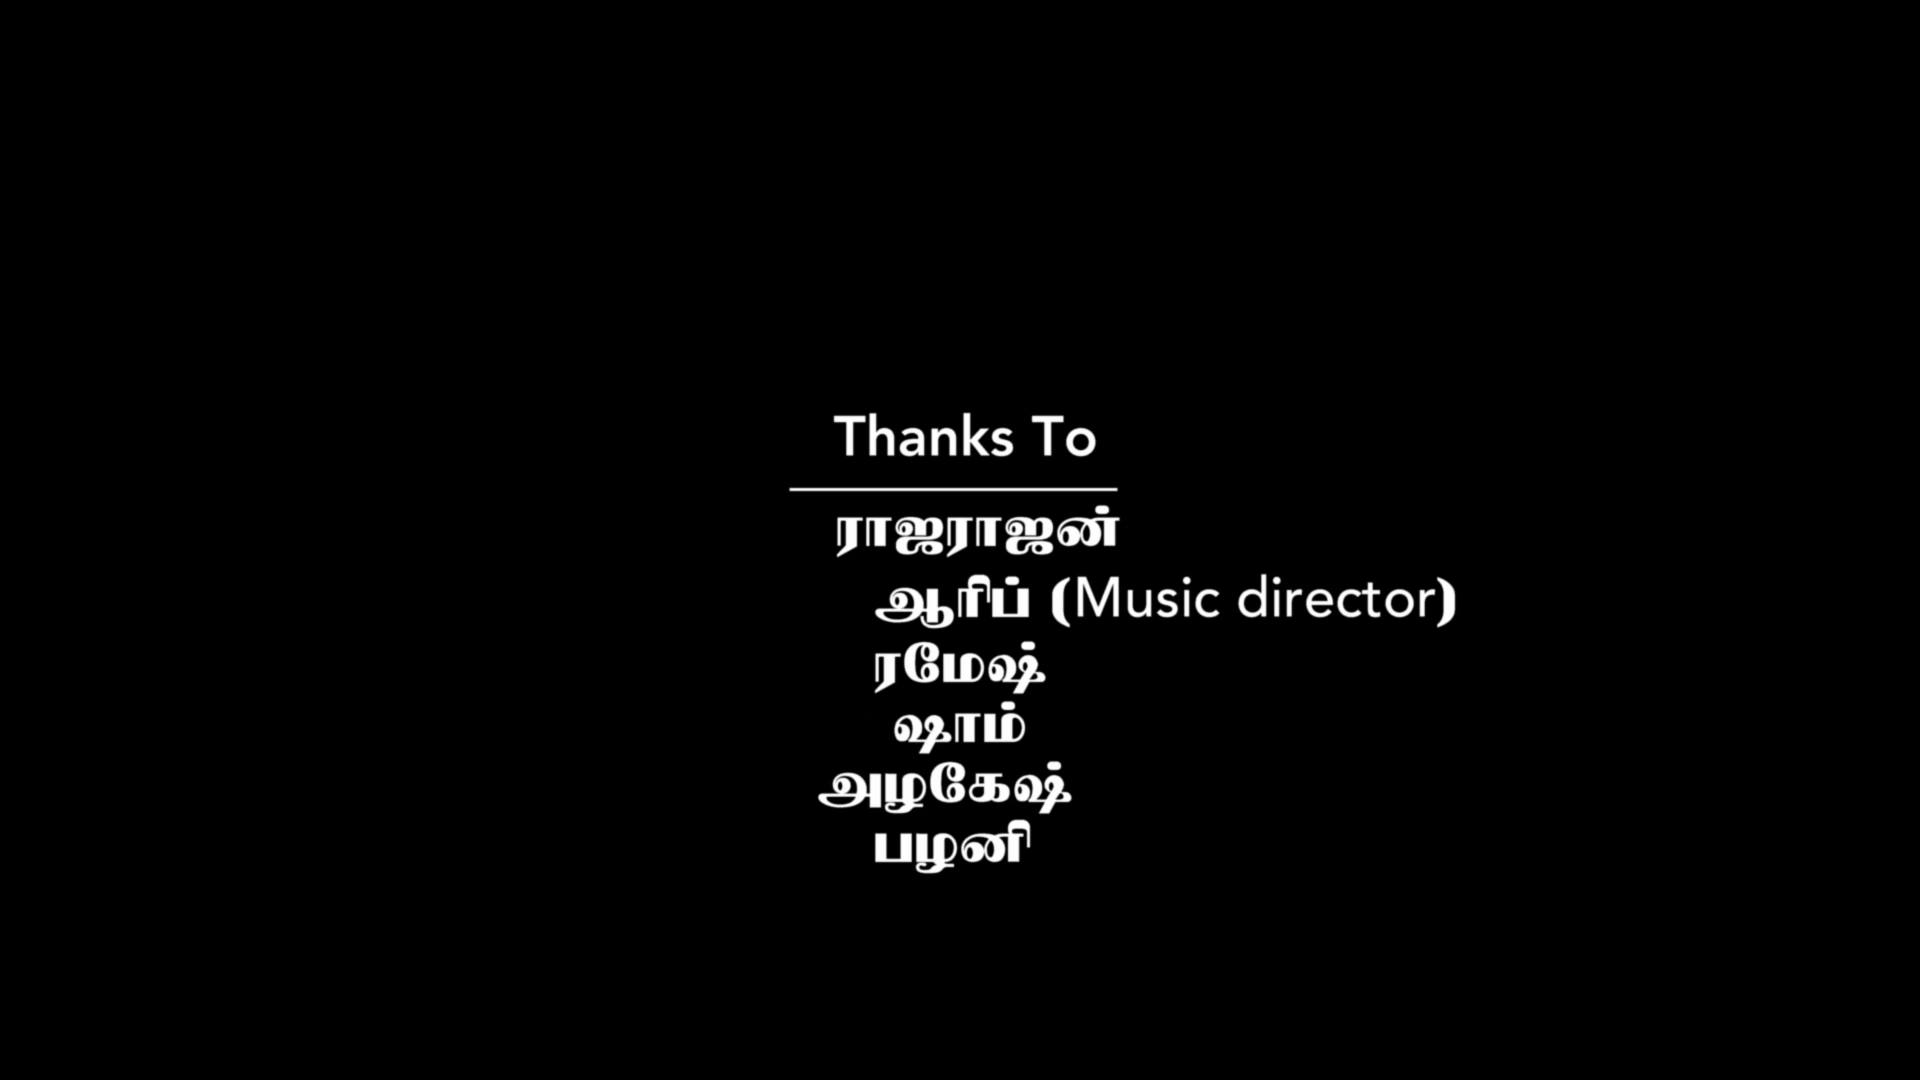 Thanks To
ராஜராஜன்
ஆரிப் (Music director)
ரமேஷ்
ஷாம்
அழகேஷ்
பழனி